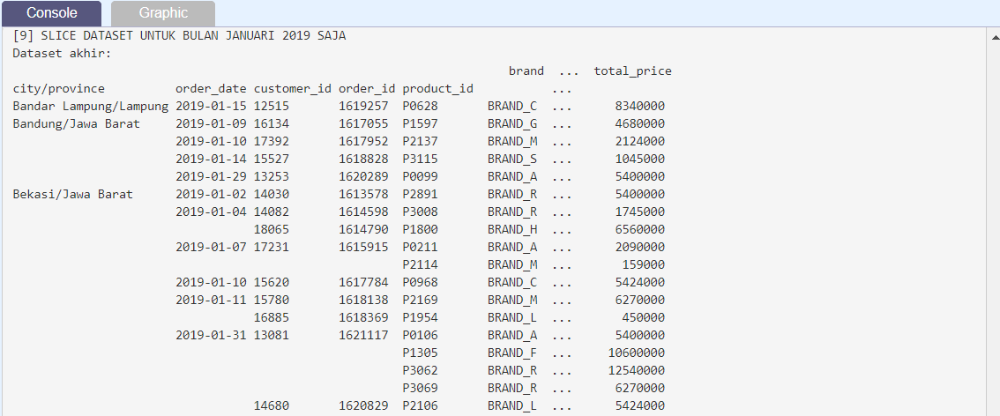 Console Graphic
[9] SLICE DATASET UNTUK BULAN JANUARI 2019 SAJA
Dataset akhir:
brand ... total_price
city/province order_date customer_id order_id product_id ...
Bandar Lampung/Lampung 2019-01-15 12515 1619257 P0628 BRAND_C ... 8340000
Bandung/Jawa Barat 2019-01-09 16134 1617055 P1597 BRAND_G ... 4680000
2019-01-10 17392 1617952 P2137 BRAND_M ... 2124000
2019-01-14 15527 1618828 P3115 BRAND_S ... 1045000
2019-01-29 13253 1620289 P0099 BRAND_A ... 5400000
Bekasi/Jawa Barat 2019-01-02 14030 1613578 P2891 BRAND_R ... 5400000
2019-01-04 14082 1614598 P3008 BRAND_R ... 1745000
18065 1614790 P1800 BRAND_H ... 6560000
2019-01-07 17231 1615915 P0211 BRAND_A ... 2090000
P2114 BRAND_M ... 159000
2019-01-10 15620 1617784 P0968 BRAND_C ... 5424000
2019-01-11 15780 1618138 P2169 BRAND_M ... 6270000
16885 1618369 P1954 BRAND_L ... 450000
2019-01-31 13081 1621117 P0106 BRAND_A ... 5400000
P1305 BRAND_F ... 10600000
P3062 BRAND_R ... 12540000
P3069 BRAND_R ... 6270000
14680 1620829 P2106 BRAND_L ... 5424000